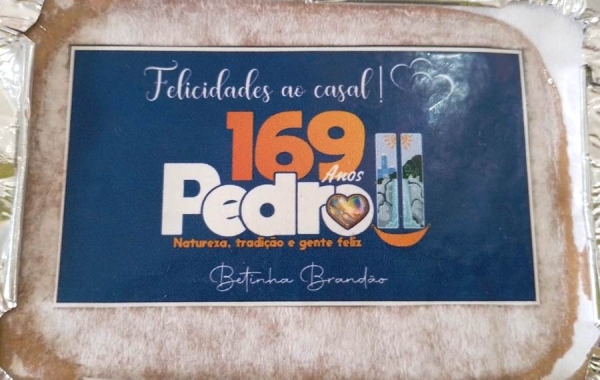 Felicidades ao casal!
169
Anos
Pedro II
Natureza, tradição e gente feliz
Betinha Brandão